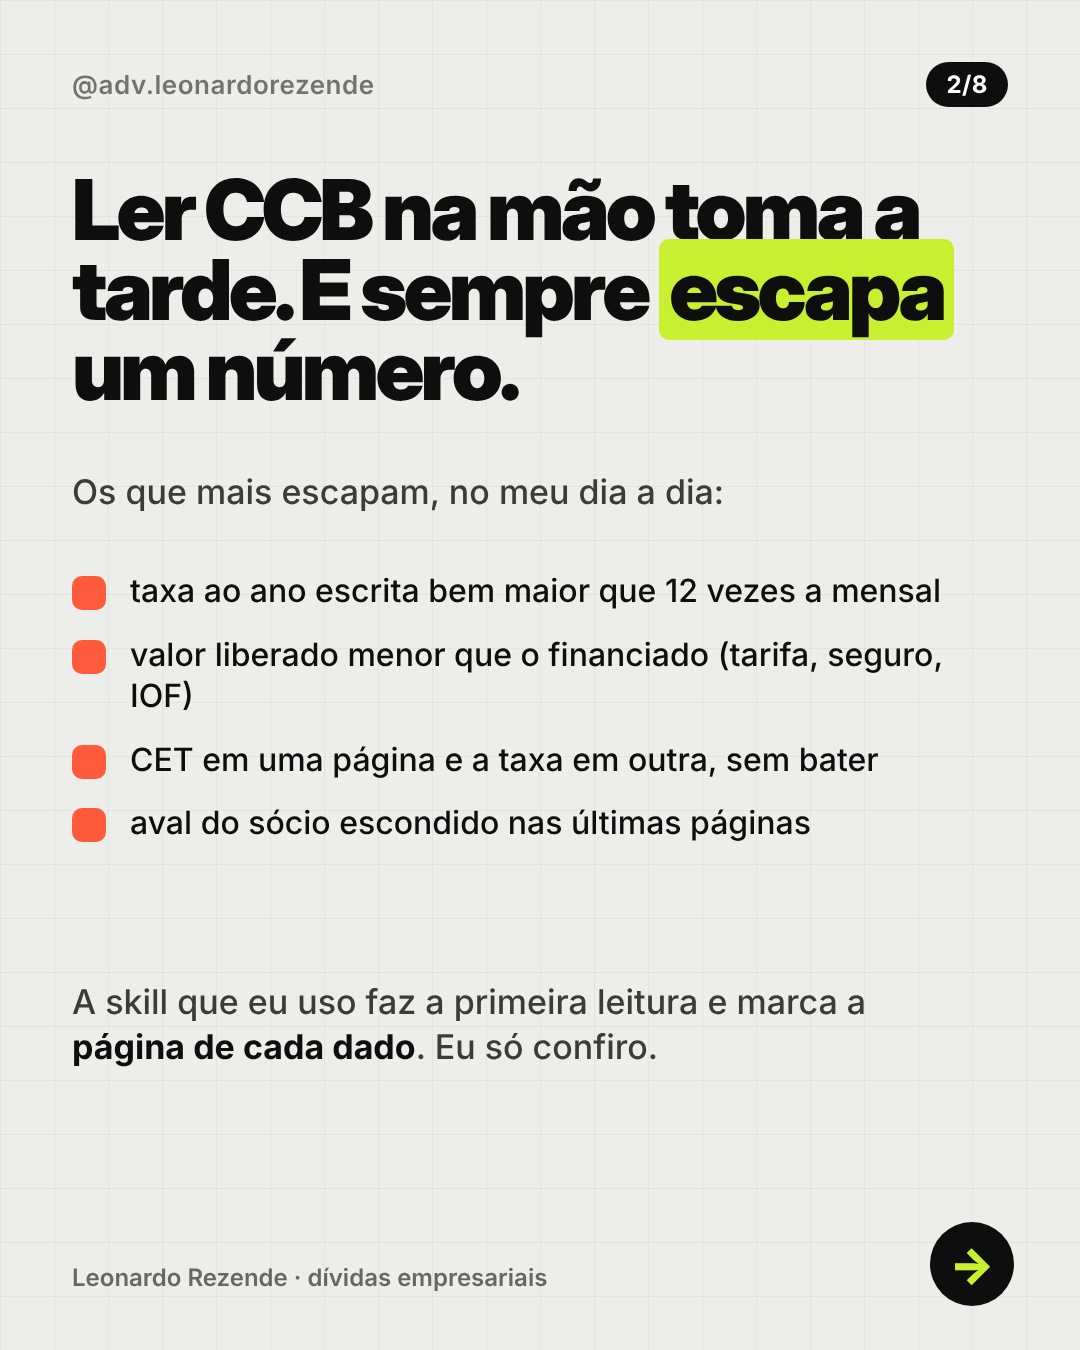 @adv.leonardorezende
2/8
Ler CCB na mão toma a
tarde. E sempre escapa
um número.
Os que mais escapam, no meu dia a dia:
taxa ao ano escrita bem maior que 12 vezes a mensal
valor liberado menor que o financiado (tarifa, seguro,
IOF)
CET em uma página e a taxa em outra, sem bater
aval do sócio escondido nas últimas páginas
A skill que eu uso faz a primeira leitura e marca a
página de cada dado. Eu só confiro.
Leonardo Rezende · dívidas empresariais